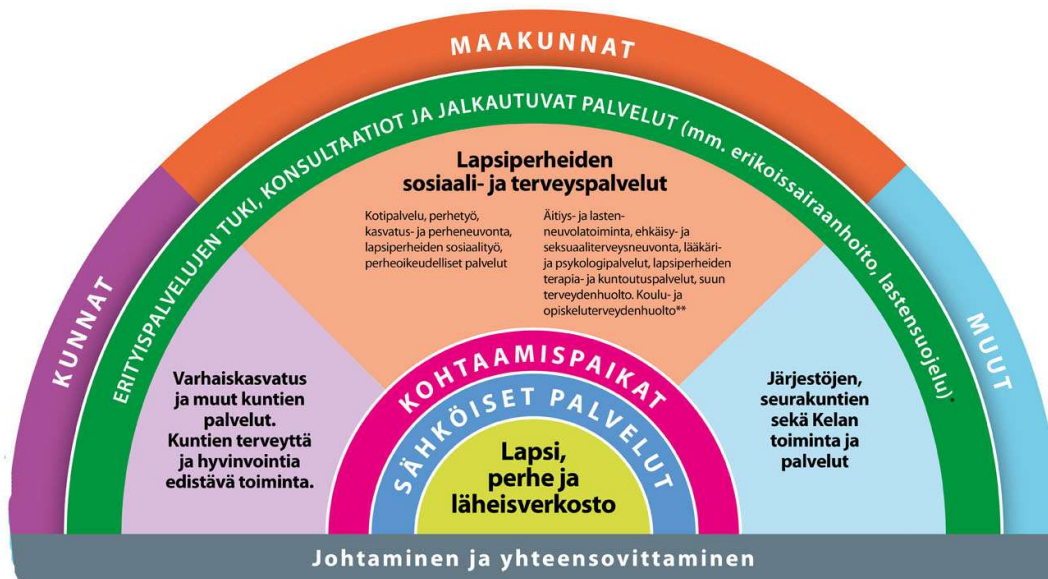 MAAKUNNAT
KUNNAT
MUUT
ERITYISPALVELUJEN TUKI, KONSULTAATIOT JA JALKAUTUVAT PALVELUT (mm. erikoissairaanhoito, lastensuojelu)*
Lapsiperheiden
sosiaali- ja terveyspalvelut
Kotipalvelu, perhetyö,
kasvatus- ja perheneuvonta,
lapsiperheiden sosiaalityö,
perheoikeudelliset palvelut
Äitiys- ja lasten-
neuvolatoiminta, ehkäisy- ja
seksuaaliterveysneuvonta, lääkäri-
ja psykologipalvelut, lapsiperheiden
terapia- ja kuntoutuspalvelut, suun
terveydenhuolto. Koulu- ja
opiskeluterveydenhuolto**
Varhaiskasvatus
ja muut kuntien
palvelut.
Kuntien terveyttä
ja hyvinvointia
edistävä toiminta.
KOHTAAMISPAIKAT
SÄHKÖISET PALVELUT
Lapsi,
perhe ja
läheisverkosto
Järjestöjen,
seurakuntien
sekä Kelan
toiminta ja
palvelut
Johtaminen ja yhteensovittaminen